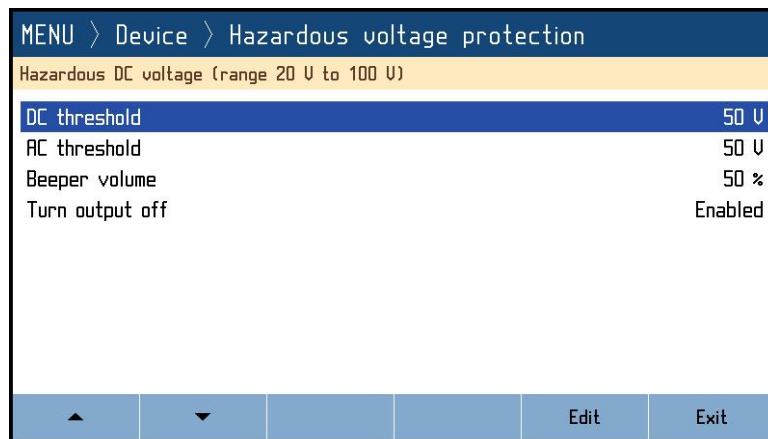 MENU 〉 Device 〉 Hazardous voltage protection
Hazardous DC voltage (range 20 V to 100 V)
DC threshold 50 V
AC threshold 50 V
Beeper volume 50 %
Turn output off Enabled
Edit Exit